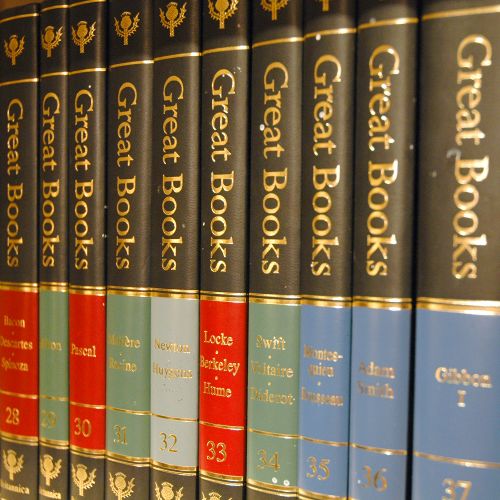 Great Books
Bacon
Descartes
Spinoza
28
Britannica
Great Books
29
Britannica
Great Books
Pascal
30
Great Books
Molière
Racine
31
Great Books
Newton
Huygens
32
Great Books
Locke
Berkeley
Hume
33
Great Books
Swift
Voltaire
Diderot
34
Great Books
Montes-
quieu
Rousseau
35
Great Books
Adam
Smith
36
Great Books
Gibbon
I
37